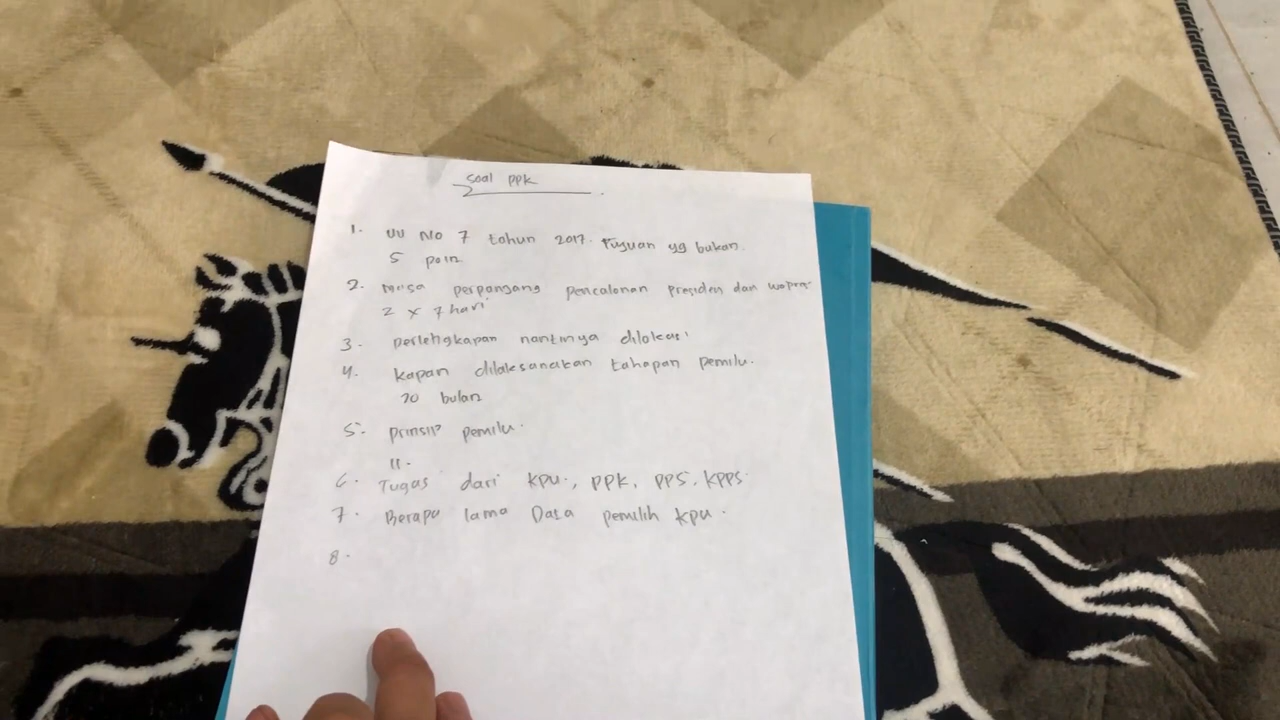 Soal PPK
1. UU No 7 tahun 2017. Tujuan yg bukan.
5 poin
2. Masa perpanjang pencalonan presiden dan wapres
2 x 7 hari
3. perlengkapan nantinya dilokasi
4. Kapan dilaksanakan tahapan pemilu.
20 bulan
5. prinsip pemilu.
11.
6. Tugas dari KPU, PPK, PPS, KPPS
7. Berapa lama Data pemilih KPU.
8.